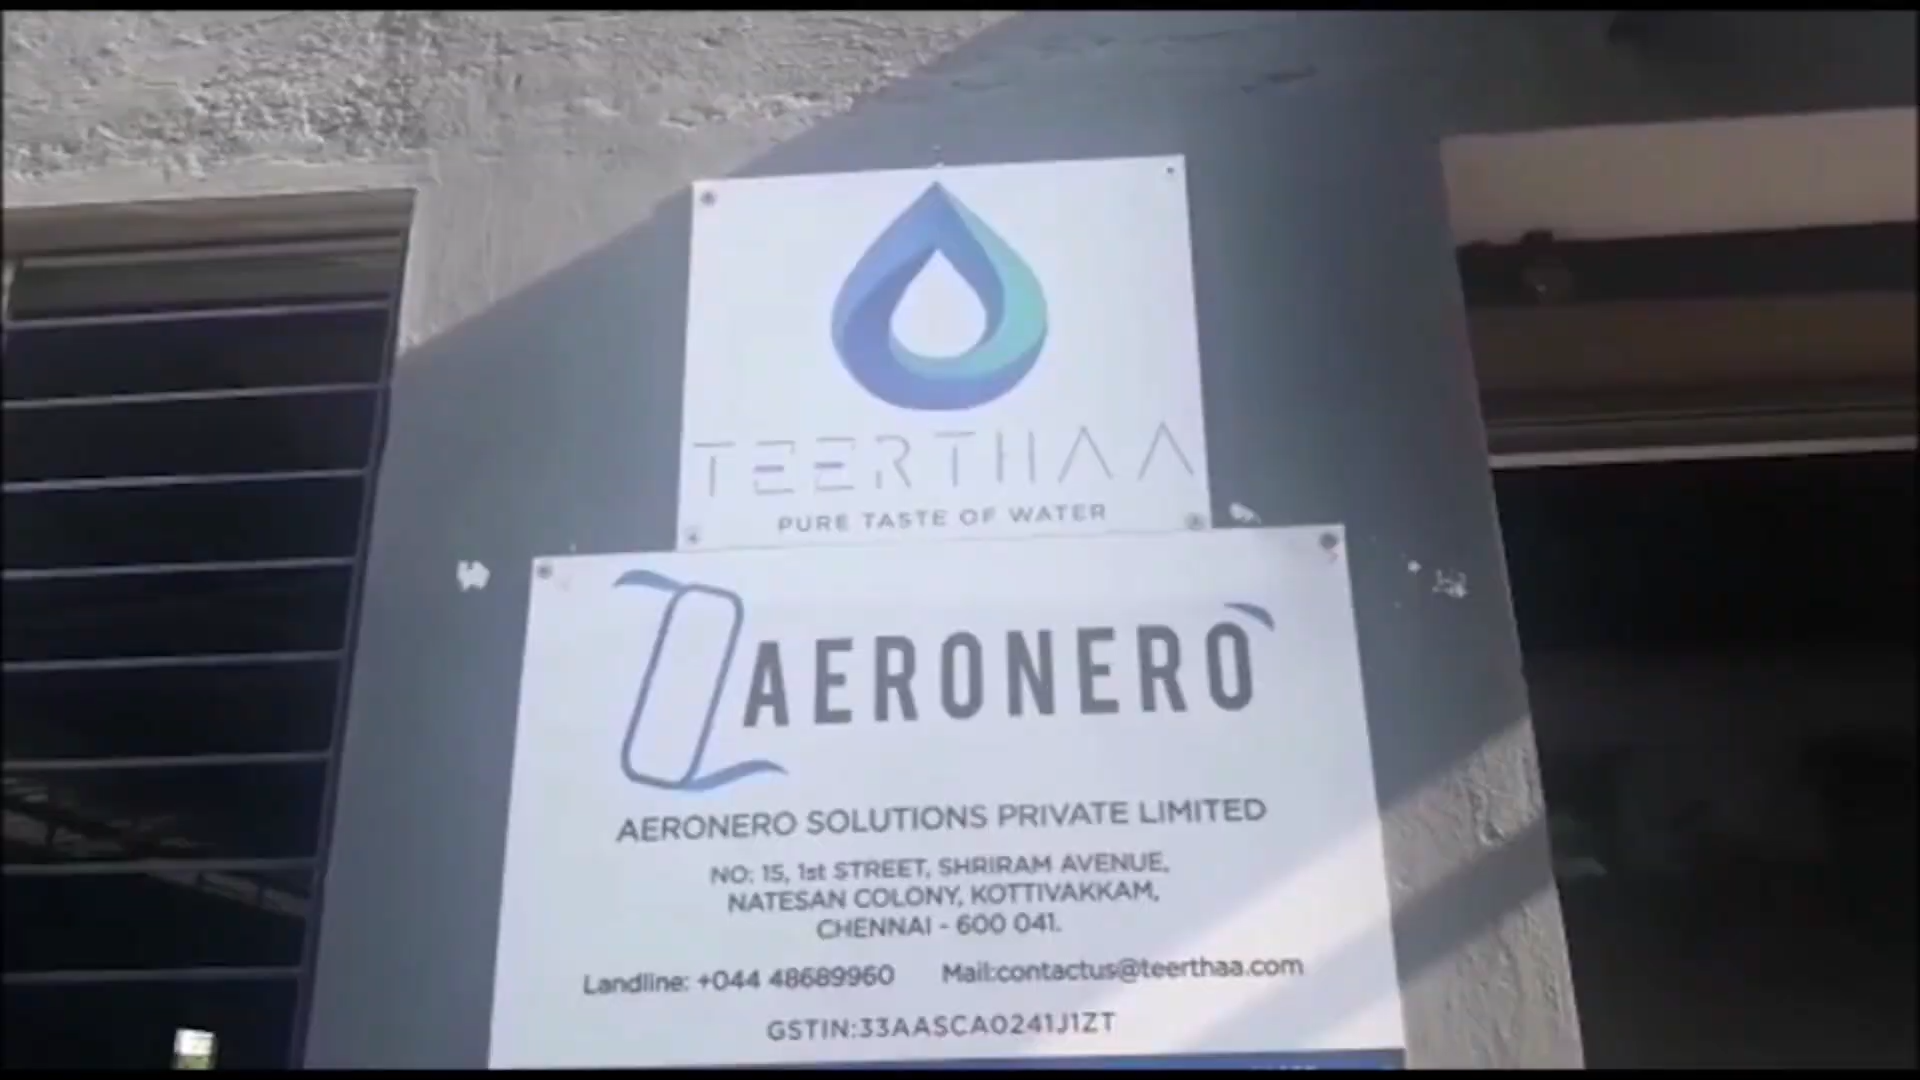 TEERTHAA
PURE TASTE OF WATER
AERONERO
AERONERO SOLUTIONS PRIVATE LIMITED
NO: 15, 1st STREET, SHRIRAM AVENUE,
NATESAN COLONY, KOTTIVAKKAM,
CHENNAI - 600 041.
Landline: +044 48689960 Mail:contactus@teerthaa.com
GSTIN:33AASCA0241J1ZT